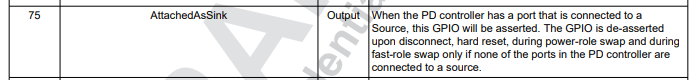 75 AttachedAsSink Output When the PD controller has a port that is connected to a
Source, this GPIO will be asserted. The GPIO is de-asserted
upon disconnect, hard reset, during power-role swap and during
fast-role swap only if none of the ports in the PD controller are
connected to a source.